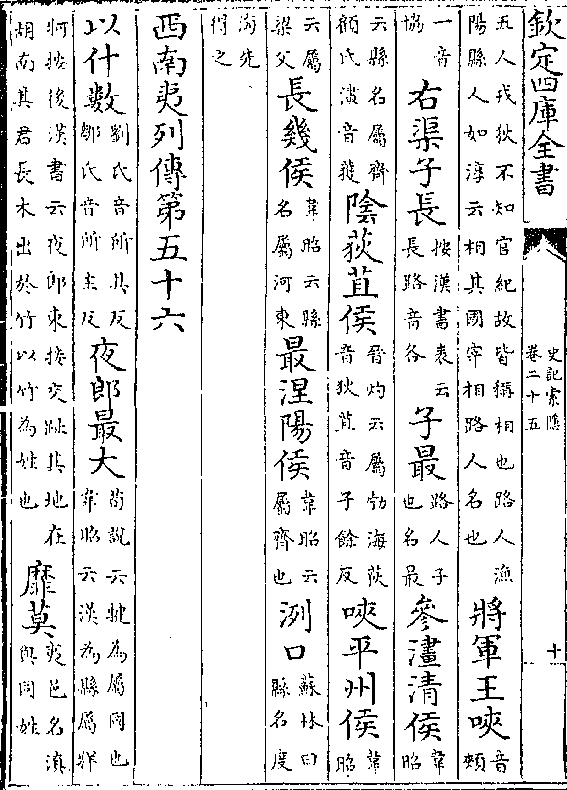 欽定四庫全書
史記索隱
卷二十五
十
五人戎狄不知官紀故皆稱相也路人漁
陽縣人如淳云相其國宰相路人名也
將軍王唊
音
頰
一音
協
右渠子長
按漢書表云
長路音各
子最
路人子
也名最
參澅清侯
韋
昭
云縣名屬齊
顧氏澅音獲
陰荻苴侯
晉灼云屬勃海荻
音狄苴音子餘反
唊平州侯
韋
昭
云屬
梁父
長幾侯
韋昭云縣
名屬河東
最涅陽侯
韋昭云
屬齊也
洌口
蘇林曰
縣名度
海先
得之
西南夷列傳第五十六
以什數
劉氏音所其反
鄒氏音所主反
夜郎最大
荀說云犍為屬國也
韋昭云漢為縣屬牂
牁按後漢書云夜郎東接交趾其地在
胡南其君長木出於竹以竹為姓也
靡莫
夷邑名滇
與同姓